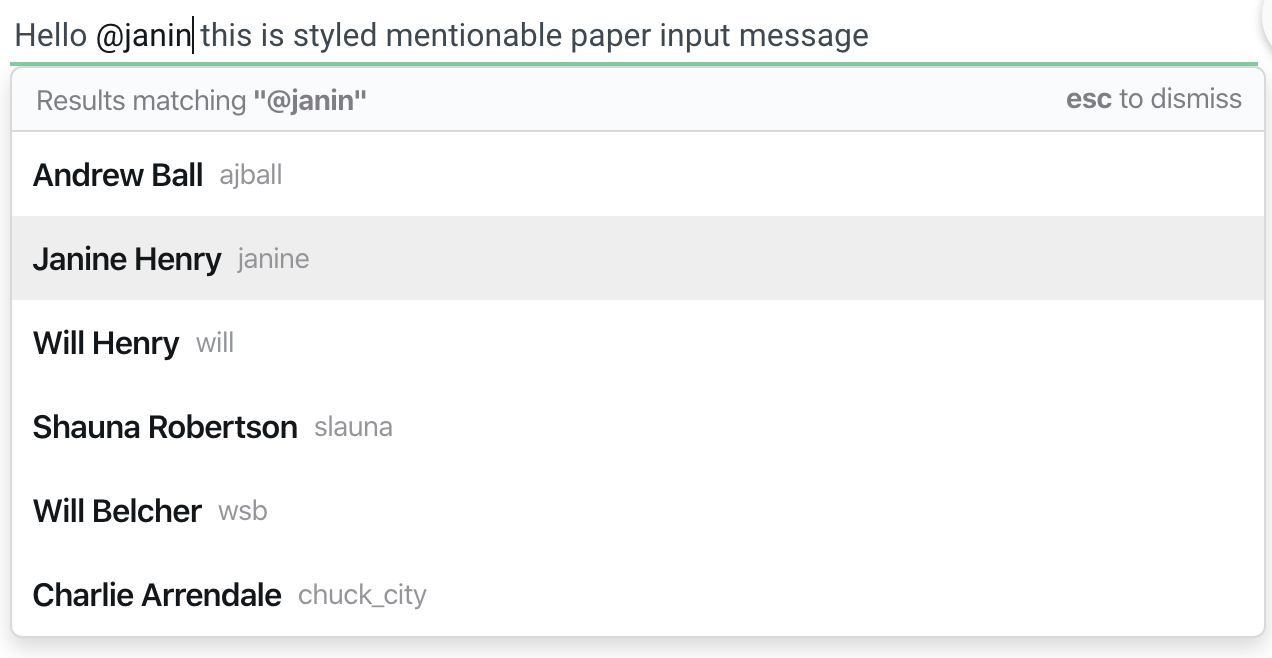 Hello @janin this is styled mentionable paper input message
Results matching "@janin" esc to dismiss
Andrew Ball ajball
Janine Henry janine
Will Henry will
Shauna Robertson slauna
Will Belcher wsb
Charlie Arrendale chuck_city